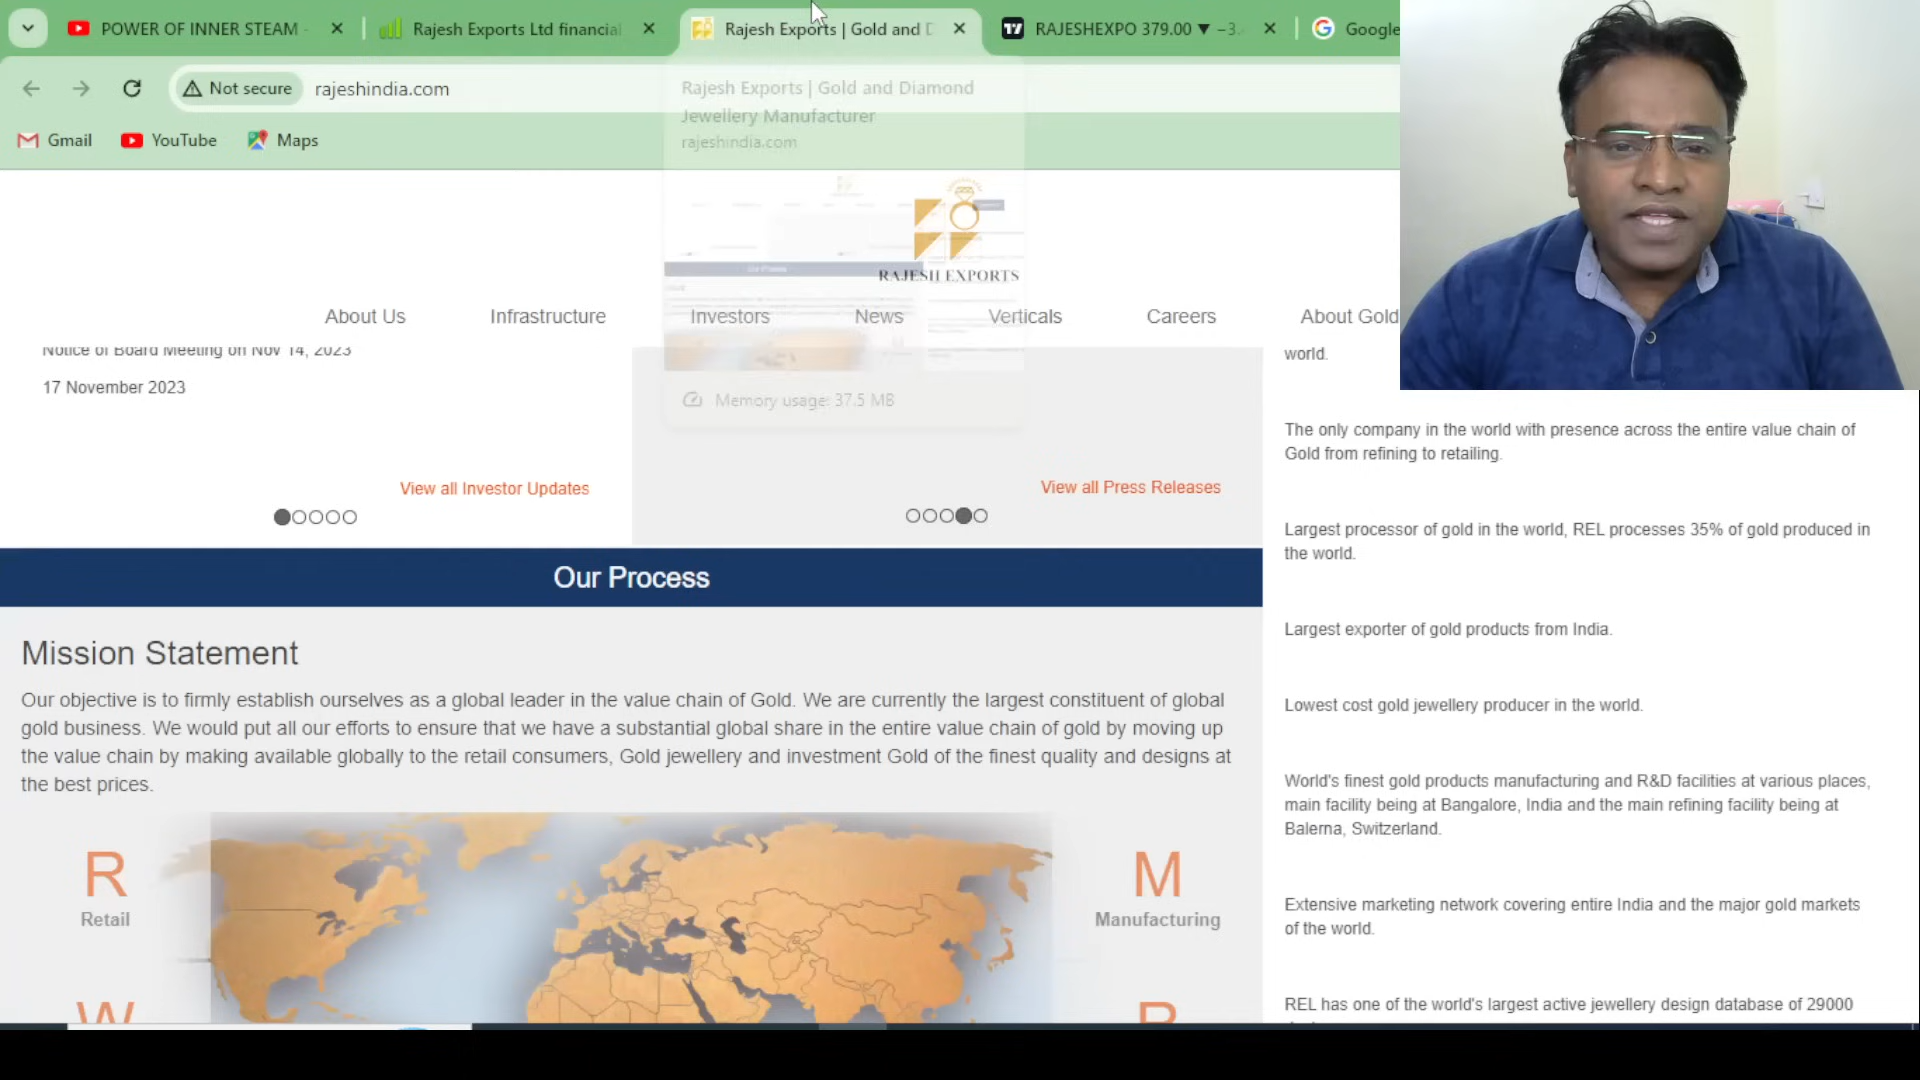 POWER OF INNER STEAM -
Rajesh Exports Ltd financial
Rajesh Exports | Gold and D
RAJESHEXPO 379.00 ▼ −3.
Google
Not secure
rajeshindia.com
Rajesh Exports | Gold and Diamond
Jewellery Manufacturer
rajeshindia.com
Gmail
YouTube
Maps
RAJESH EXPORTS
About Us
Infrastructure
Investors
News
Verticals
Careers
About Gold
Notice of Board Meeting on Nov 14, 2023
17 November 2023
Memory usage: 37.5 MB
View all Investor Updates
View all Press Releases
Our Process
Mission Statement
Our objective is to firmly establish ourselves as a global leader in the value chain of Gold. We are currently the largest constituent of global
gold business. We would put all our efforts to ensure that we have a substantial global share in the entire value chain of gold by moving up
the value chain by making available globally to the retail consumers, Gold jewellery and investment Gold of the finest quality and designs at
the best prices.
R
Retail
M
Manufacturing
W
R
world.
The only company in the world with presence across the entire value chain of
Gold from refining to retailing.
Largest processor of gold in the world, REL processes 35% of gold produced in
the world.
Largest exporter of gold products from India.
Lowest cost gold jewellery producer in the world.
World's finest gold products manufacturing and R&D facilities at various places,
main facility being at Bangalore, India and the main refining facility being at
Balerna, Switzerland.
Extensive marketing network covering entire India and the major gold markets
of the world.
REL has one of the world's largest active jewellery design database of 29000